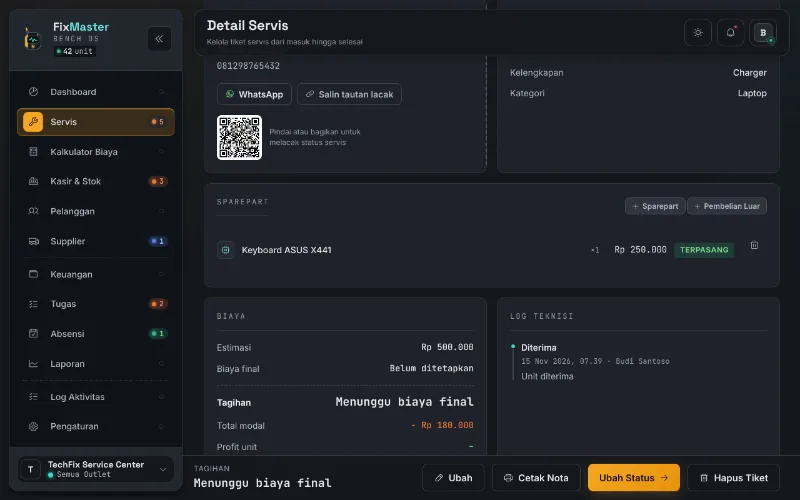 FixMaster
BENCH OS
42 unit
Dashboard
Servis
5
Kalkulator Biaya
Kasir & Stok
3
Pelanggan
Supplier
1
Keuangan
Tugas
2
Absensi
1
Laporan
Log Aktivitas
Pengaturan
T
TechFix Service Center
Semua Outlet
Detail Servis
Kelola tiket servis dari masuk hingga selesai
B
081298765432
WhatsApp
Salin tautan lacak
Pindai atau bagikan untuk
melacak status servis
Kelengkapan
Charger
Kategori
Laptop
SPAREPART
+ Sparepart
+ Pembelian Luar
Keyboard ASUS X441
×1
Rp 250.000
TERPASANG
BIAYA
Estimasi
Rp 500.000
Biaya final
Belum ditetapkan
Tagihan
Menunggu biaya final
Total modal
- Rp 180.000
Profit unit
–
LOG TEKNISI
Diterima
15 Nov 2026, 07.39 · Budi Santoso
Unit diterima
TAGIHAN
Menunggu biaya final
Ubah
Cetak Nota
Ubah Status →
Hapus Tiket